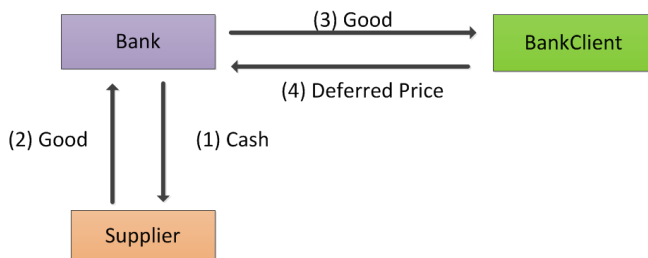 (3) Good
Bank
BankClient
(4) Deferred Price
(2) Good
(1) Cash
Supplier